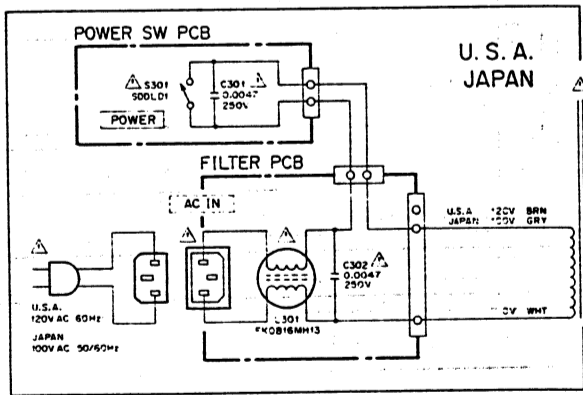 POWER SW PCB
U. S. A.
JAPAN
S301
SDDLD1
C301
0.0047
250V
POWER
FILTER PCB
AC IN
U.S.A. 120V BRN
JAPAN GRY
C302
0.0047
250V
WHT
U.S.A.
120V AC 60Hz
JAPAN
100V AC 50/60Hz